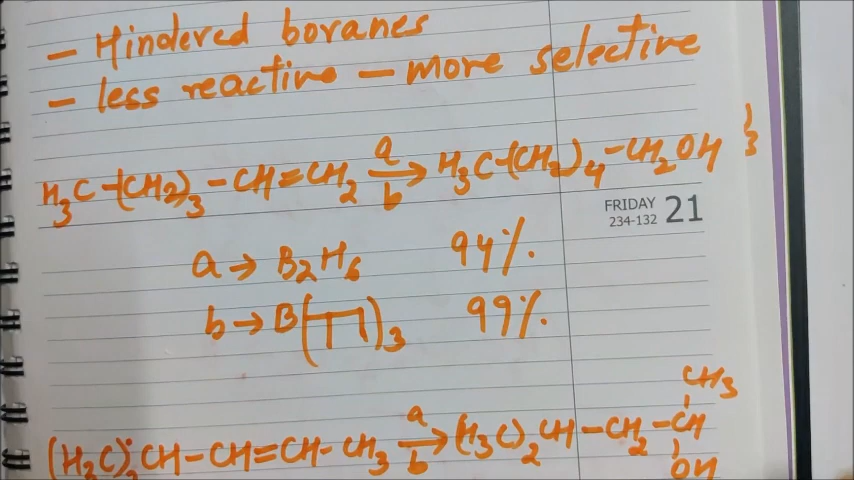 - Hindered boranes
- less reactive - more selective
H₃C-(CH₂)₃-CH=CH₂ a/b → H₃C-(CH₂)₄-CH₂OH }
FRIDAY 21
234-132
a → B₂H₆ 94%.
b → B( )₃ 99%.
CH₃
(H₃C)₂CH-CH=CH-CH₃ a/b → (H₃C)₂CH-CH₂-CH
OH